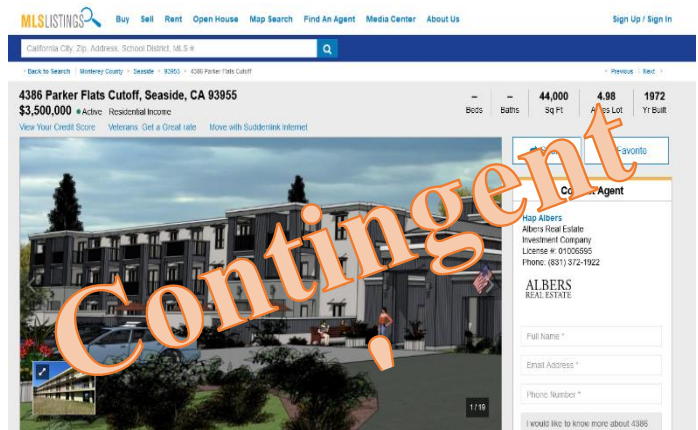 MLSLISTINGS Buy Sell Rent Open House Map Search Find An Agent Media Center About Us Sign Up / Sign In
California City, Zip, Address, School District, MLS #
Back to Search Monterey County > Seaside > 93955 > 4386 Parker Flats Cutoff Previous Next
4386 Parker Flats Cutoff, Seaside, CA 93955
$3,500,000 Active Residential Income
– – 44,000 4.98 1972
Beds Baths Sq Ft Lot Yr Built
View Your Credit Score Veterans: Get a Great rate Move with Suddenlink Internet
Favorite
Agent
Contingent
'
Hap Albers
Albers Real Estate
Investment Company
License #: 01006595
Phone: (831) 372-1922
ALBERS
REAL ESTATE
Full Name *
Email Address *
Phone Number *
1 / 19
I would like to know more about 4386